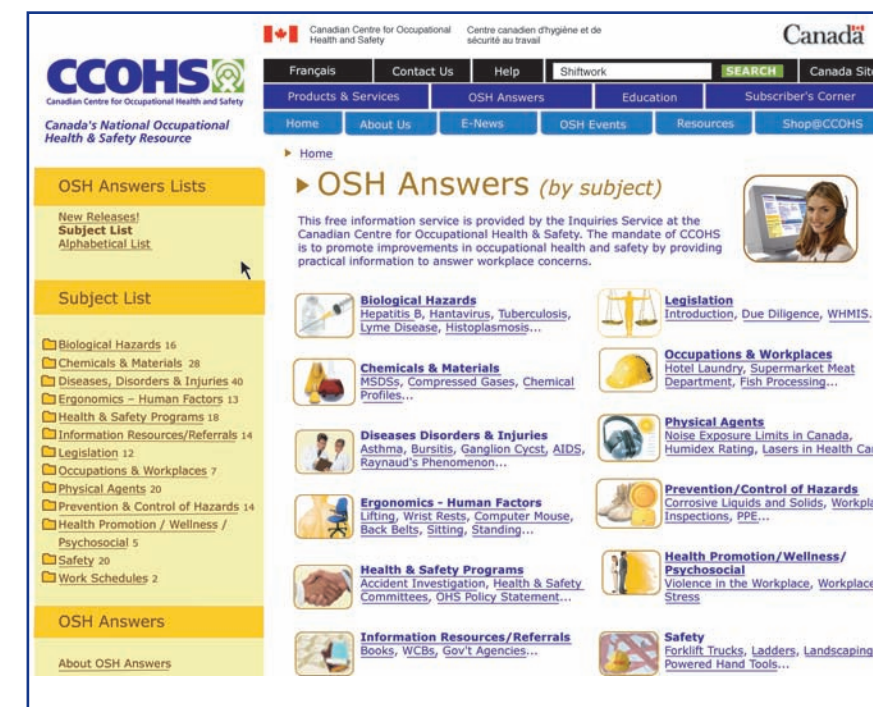 Canadian Centre for Occupational Health and Safety
Centre canadien d'hygiène et de sécurité au travail
Canada
CCOHS
Canadian Centre for Occupational Health and Safety
Canada's National Occupational
Health & Safety Resource
Français Contact Us Help Shiftwork SEARCH Canada Site
Products & Services OSH Answers Education Subscriber's Corner
Home About Us E-News OSH Events Resources Shop@CCOHS
Home
OSH Answers Lists
New Releases!
Subject List
Alphabetical List
Subject List
Biological Hazards 16
Chemicals & Materials 28
Diseases, Disorders & Injuries 40
Ergonomics – Human Factors 13
Health & Safety Programs 18
Information Resources/Referrals 14
Legislation 12
Occupations & Workplaces 7
Physical Agents 20
Prevention & Control of Hazards 14
Health Promotion / Wellness /
Psychosocial 5
Safety 20
Work Schedules 2
OSH Answers
About OSH Answers
OSH Answers (by subject)
This free information service is provided by the Inquiries Service at the
Canadian Centre for Occupational Health & Safety. The mandate of CCOHS
is to promote improvements in occupational health and safety by providing
practical information to answer workplace concerns.
Biological Hazards
Hepatitis B, Hantavirus, Tuberculosis,
Lyme Disease, Histoplasmosis...
Chemicals & Materials
MSDSs, Compressed Gases, Chemical
Profiles...
Diseases Disorders & Injuries
Asthma, Bursitis, Ganglion Cycst, AIDS,
Raynaud's Phenomenon...
Ergonomics - Human Factors
Lifting, Wrist Rests, Computer Mouse,
Back Belts, Sitting, Standing...
Health & Safety Programs
Accident Investigation, Health & Safety
Committees, OHS Policy Statement...
Information Resources/Referrals
Books, WCBs, Gov't Agencies...
Legislation
Introduction, Due Diligence, WHMIS.
Occupations & Workplaces
Hotel Laundry, Supermarket Meat
Department, Fish Processing...
Physical Agents
Noise Exposure Limits in Canada,
Humidex Rating, Lasers in Health Car
Prevention/Control of Hazards
Corrosive Liquids and Solids, Workpla
Inspections, PPE...
Health Promotion/Wellness/
Psychosocial
Violence in the Workplace, Workplace
Stress
Safety
Forklift Trucks, Ladders, Landscaping
Powered Hand Tools...